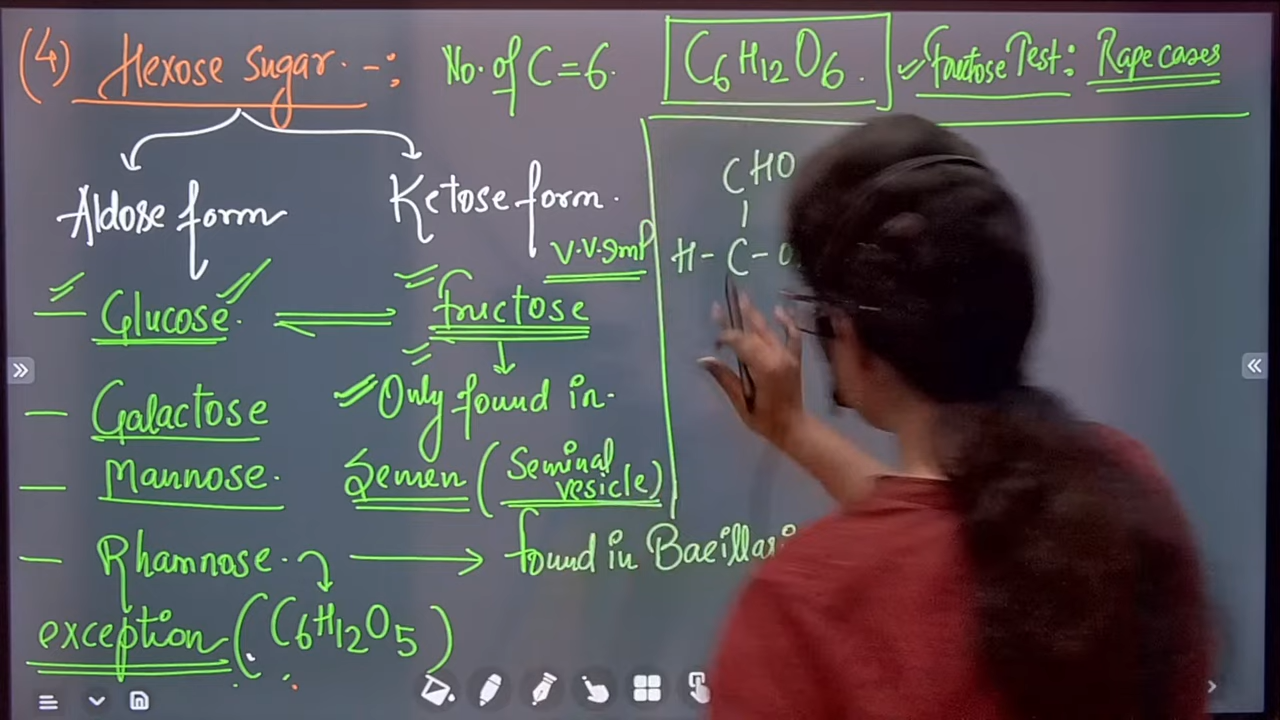 (4) Hexose Sugar. -: No. of C = 6. C6H12O6. Fructose Test: Rape cases
Aldose form Ketose form.
V.V.Imp
Glucose. Fructose
Galactose Only found in.
Mannose. Semen (Seminal vesicle)
Rhamnose. found in
exception (C6H12O5)
CHO
H-C-O